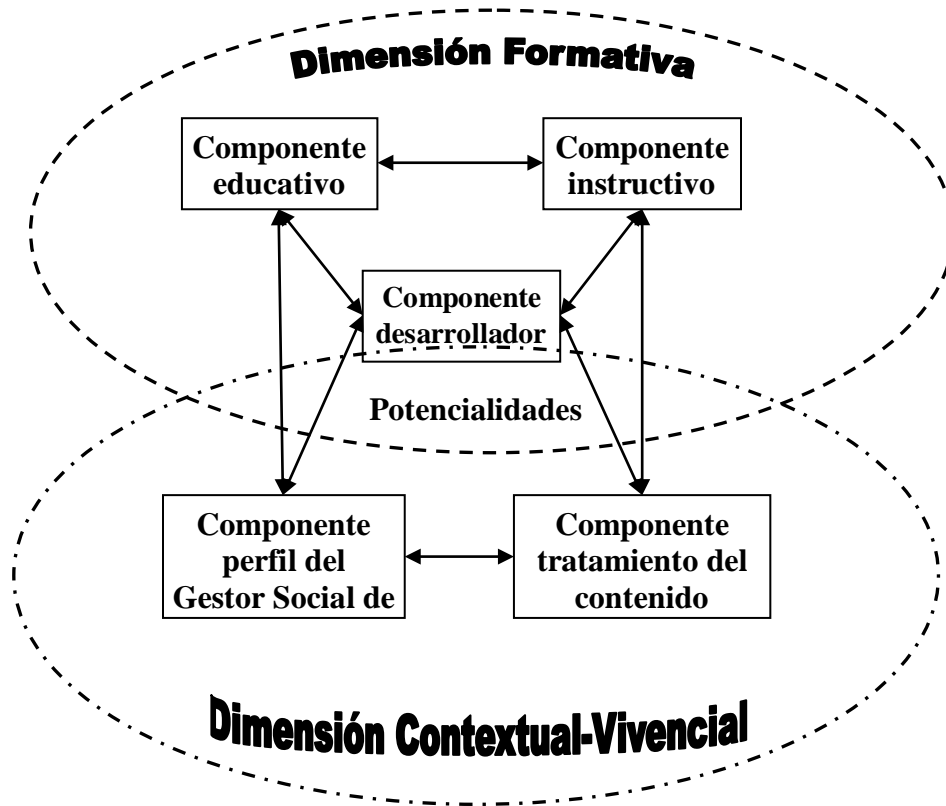 Dimensión Formativa
Componente
educativo
Componente
instructivo
Componente
desarrollador
Potencialidades
Componente
perfil del
Gestor Social de
Componente
tratamiento del
contenido
Dimensión Contextual-Vivencial